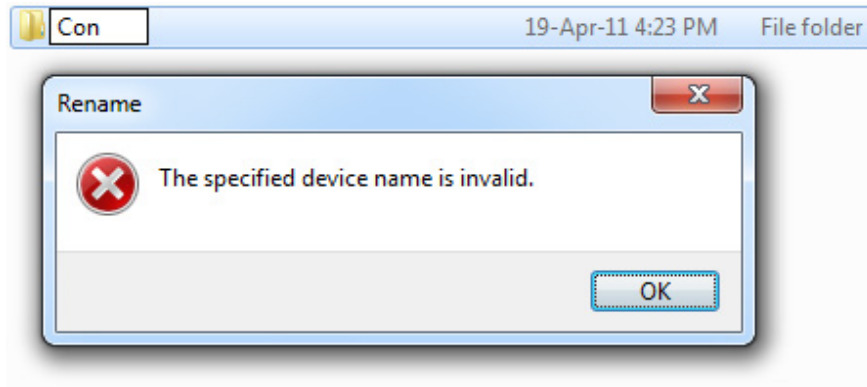 Con 19-Apr-11 4:23 PM File folder
Rename
The specified device name is invalid.
OK